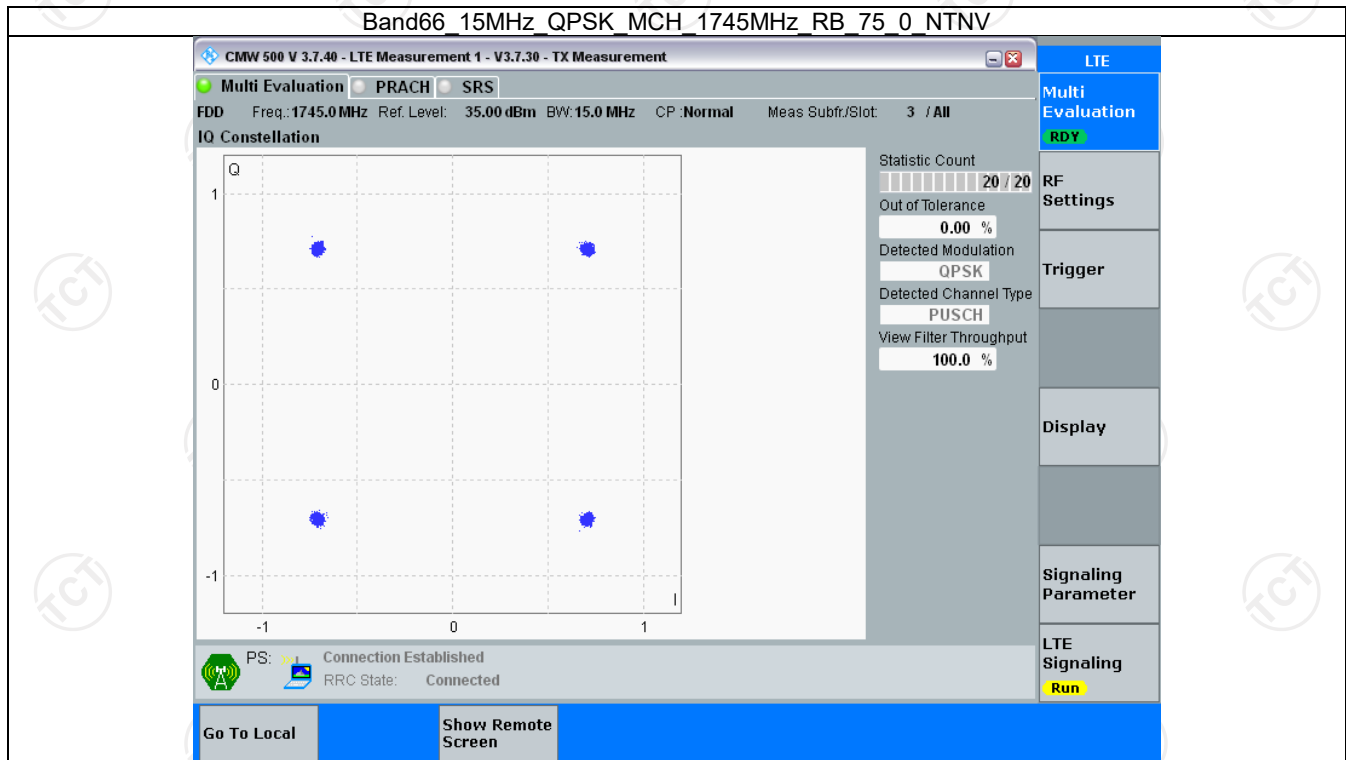 Band66_15MHz_QPSK_MCH_1745MHz_RB_75_0_NTNV
CMW 500 V 3.7.40 - LTE Measurement 1 - V3.7.30 - TX Measurement
LTE
Multi Evaluation PRACH SRS
FDD Freq.:1745.0 MHz Ref. Level: 35.00 dBm BW:15.0 MHz CP :Normal Meas Subfr./Slot: 3 / All
IQ Constellation
Q
1
0
-1
I
-1 0 1
Statistic Count
20 / 20
Out of Tolerance
0.00 %
Detected Modulation
QPSK
Detected Channel Type
PUSCH
View Filter Throughput
100.0 %
Multi
Evaluation
RDY
RF
Settings
Trigger
Display
Signaling
Parameter
LTE
Signaling
Run
PS: Connection Established
RRC State: Connected
Go To Local
Show Remote
Screen
TCT
TCT
TCT
TCT